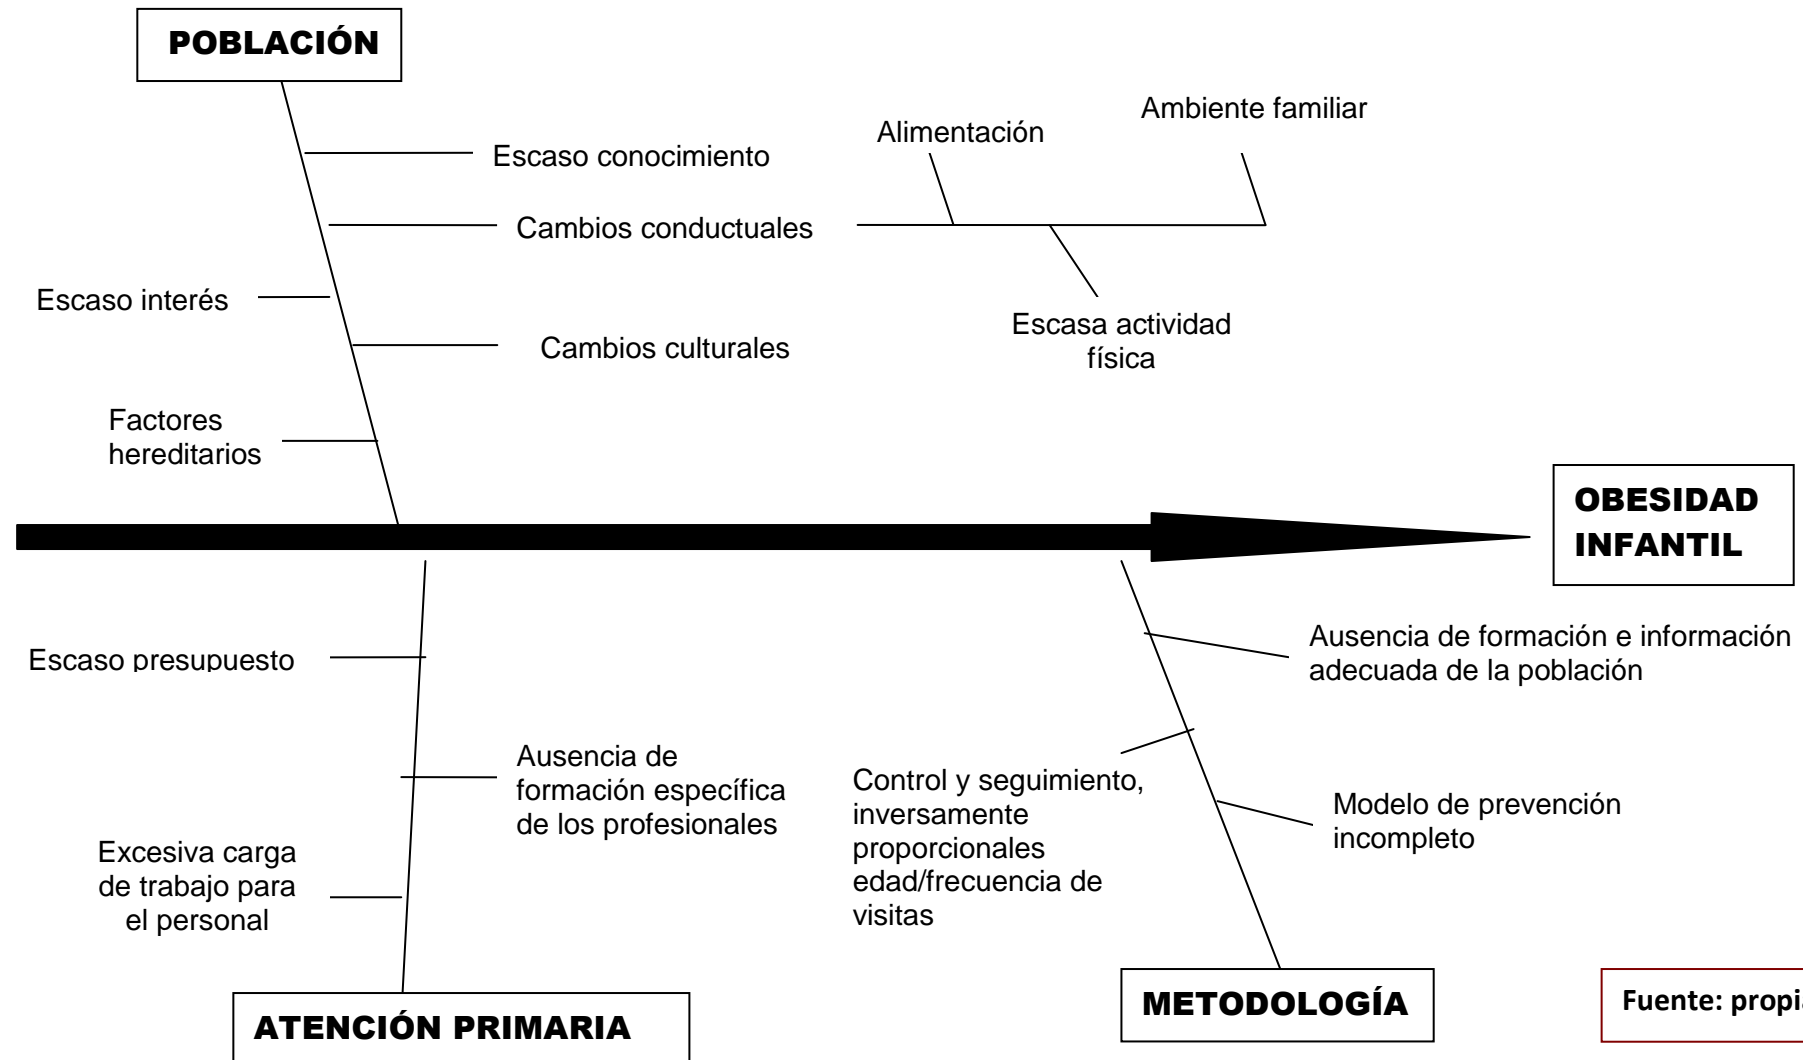 POBLACIÓN
Ambiente familiar
Alimentación
Escaso conocimiento
Cambios conductuales
Escaso interés
Escasa actividad
física
Cambios culturales
Factores
hereditarios
OBESIDAD
INFANTIL
Ausencia de formación e información
adecuada de la población
Escaso presupuesto
Ausencia de
formación específica
de los profesionales
Control y seguimiento,
inversamente
proporcionales
edad/frecuencia de
visitas
Modelo de prevención
incompleto
Excesiva carga
de trabajo para
el personal
METODOLOGÍA
Fuente: propia
ATENCIÓN PRIMARIA